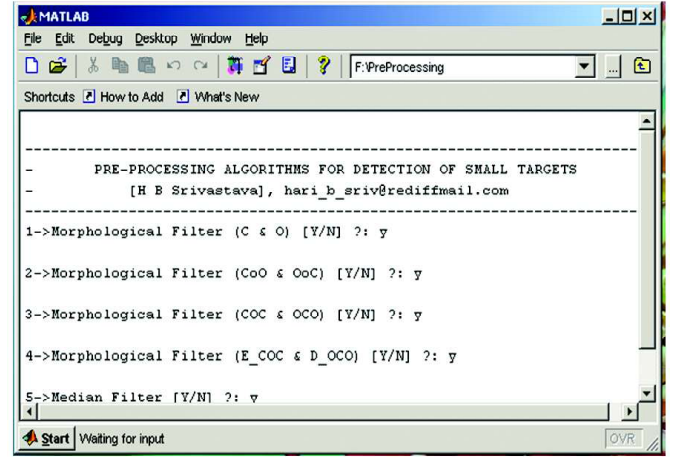 MATLAB
File Edit Debug Desktop Window Help
F:\PreProcessing
Shortcuts How to Add What's New
------------------------------------------------------------------------
- PRE-PROCESSING ALGORITHMS FOR DETECTION OF SMALL TARGETS
- [H B Srivastava], hari_b_sriv@rediffmail.com
------------------------------------------------------------------------
1->Morphological Filter (C & O) [Y/N] ?: y
2->Morphological Filter (CoO & OoC) [Y/N] ?: y
3->Morphological Filter (COC & OCO) [Y/N] ?: y
4->Morphological Filter (E_COC & D_OCO) [Y/N] ?: y
5->Median Filter [Y/N] ?: y
Start Waiting for input OVR